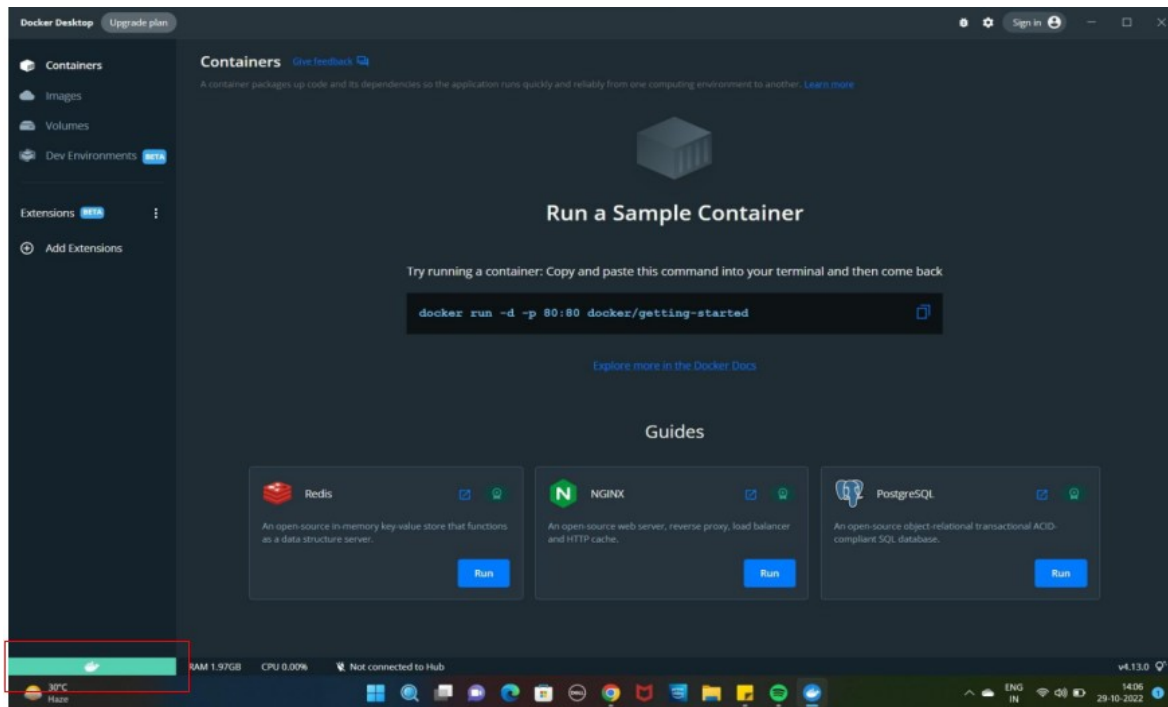 Docker Desktop Upgrade plan Sign in
Containers
Images
Volumes
Dev Environments BETA
Extensions BETA
Add Extensions
Containers Give feedback
A container packages up code and its dependencies so the application runs quickly and reliably from one computing environment to another. Learn more
Run a Sample Container
Try running a container: Copy and paste this command into your terminal and then come back
docker run -d -p 80:80 docker/getting-started
Explore more in the Docker Docs
Guides
Redis
An open-source in-memory key-value store that functions
as a data structure server.
Run
NGINX
An open-source web server, reverse proxy, load balancer
and HTTP cache.
Run
PostgreSQL
An open-source object-relational transactional ACID-
compliant SQL database.
Run
RAM 1.97GB CPU 0.00% Not connected to Hub v4.13.0
30°C
Haze
DELL
ENG
IN
14:06
29-10-2022
1